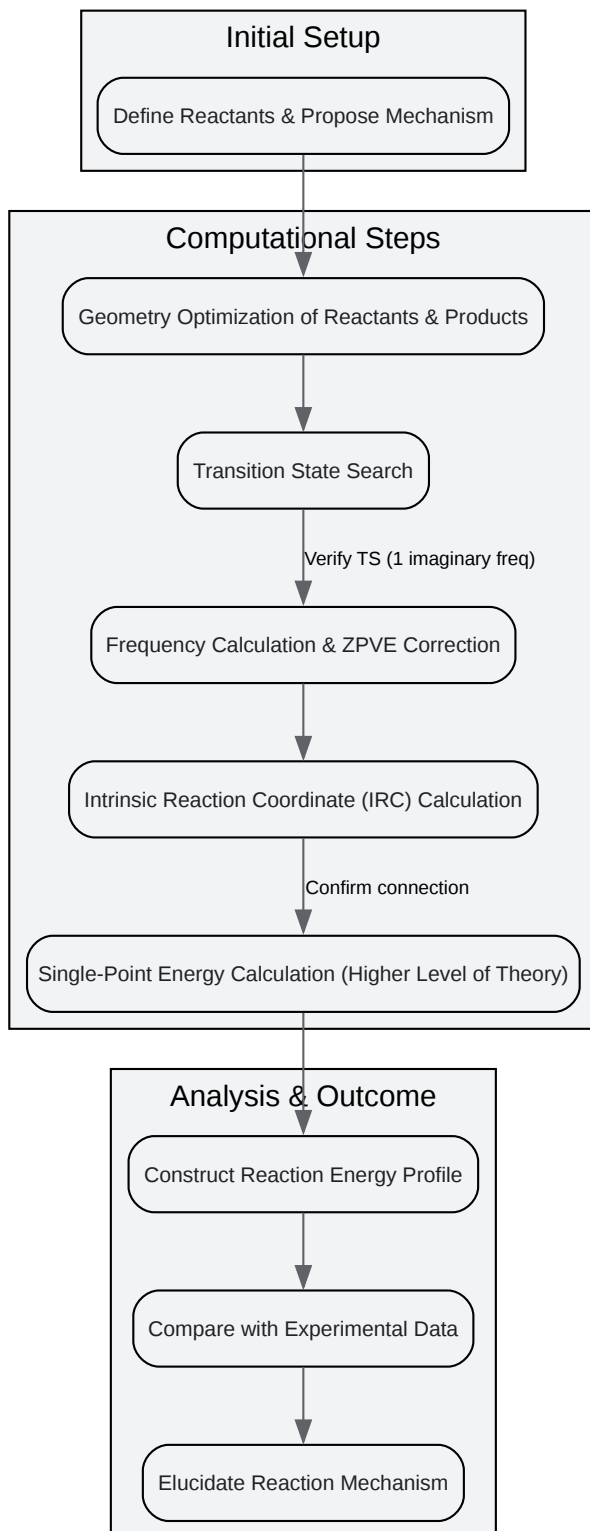 Initial Setup
Define Reactants & Propose Mechanism
Computational Steps
Geometry Optimization of Reactants & Products
Transition State Search
Verify TS (1 imaginary freq)
Frequency Calculation & ZPVE Correction
Intrinsic Reaction Coordinate (IRC) Calculation
Confirm connection
Single-Point Energy Calculation (Higher Level of Theory)
Analysis & Outcome
Construct Reaction Energy Profile
Compare with Experimental Data
Elucidate Reaction Mechanism